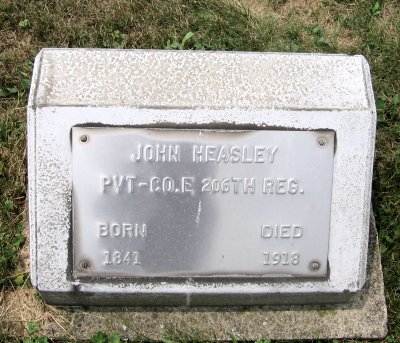 JOHN HEASLEY
PVT-CO.E 206TH REG.
BORN DIED
1841 1918